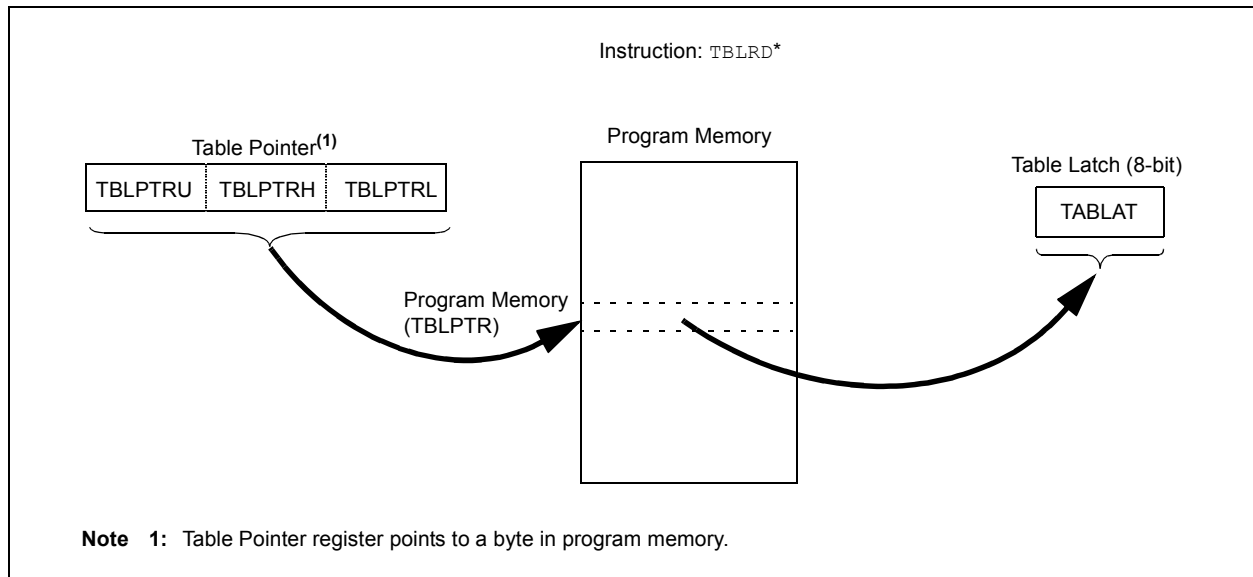 Instruction: TBLRD*
Table Pointer(1)
TBLPTRU TBLPTRH TBLPTRL
Program Memory
Table Latch (8-bit)
TABLAT
Program Memory
(TBLPTR)
Note 1: Table Pointer register points to a byte in program memory.